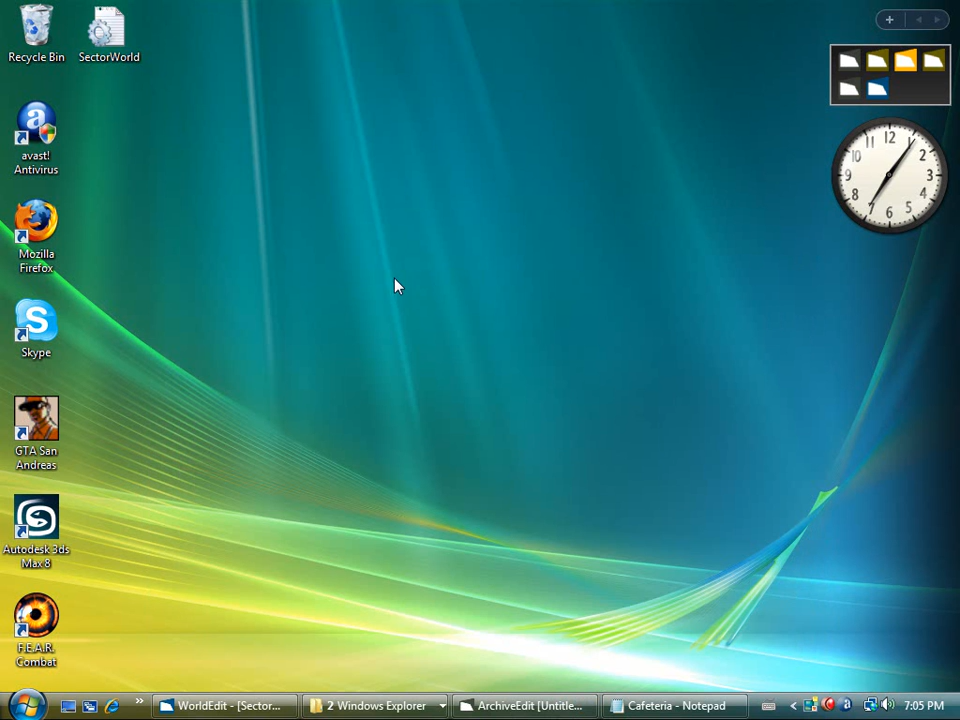 Recycle Bin
SectorWorld
avast!
Antivirus
Mozilla
Firefox
Skype
GTA San
Andreas
Autodesk 3ds
Max 8
F.E.A.R.
Combat
12
11
1
10
2
9
3
8
4
7
5
6
WorldEdit - [Sector...
2 Windows Explorer
ArchiveEdit [Untitle...
Cafeteria - Notepad
7:05 PM